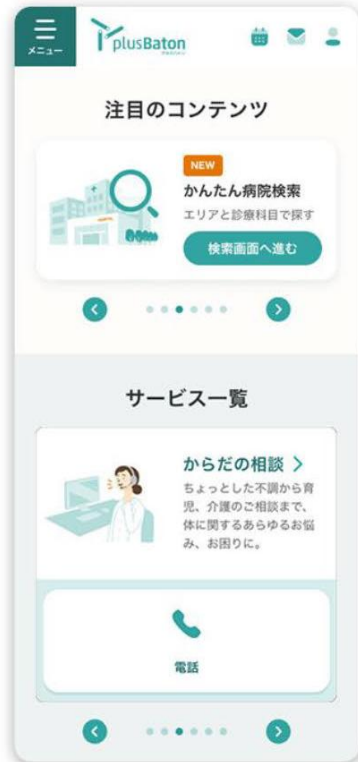 メニュー
plusBaton
注目のコンテンツ
NEW
かんたん病院検索
エリアと診療科目で探す
検索画面へ進む
サービス一覧
からだの相談
ちょっとした不調から育
児、介護のご相談まで、
体に関するあらゆるお悩
み、お困りに。
電話